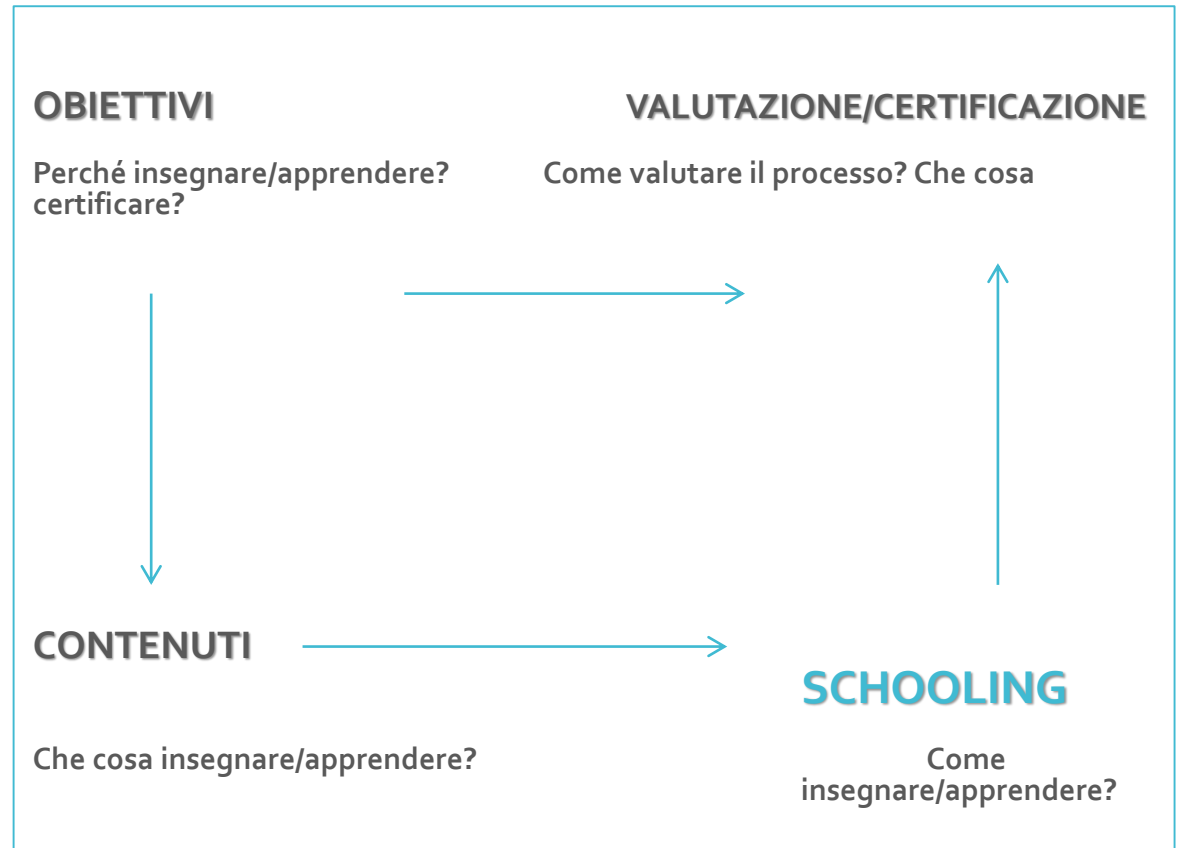 OBIETTIVI VALUTAZIONE/CERTIFICAZIONE
Perché insegnare/apprendere? Come valutare il processo? Che cosa
certificare?
CONTENUTI
SCHOOLING
Che cosa insegnare/apprendere? Come
insegnare/apprendere?